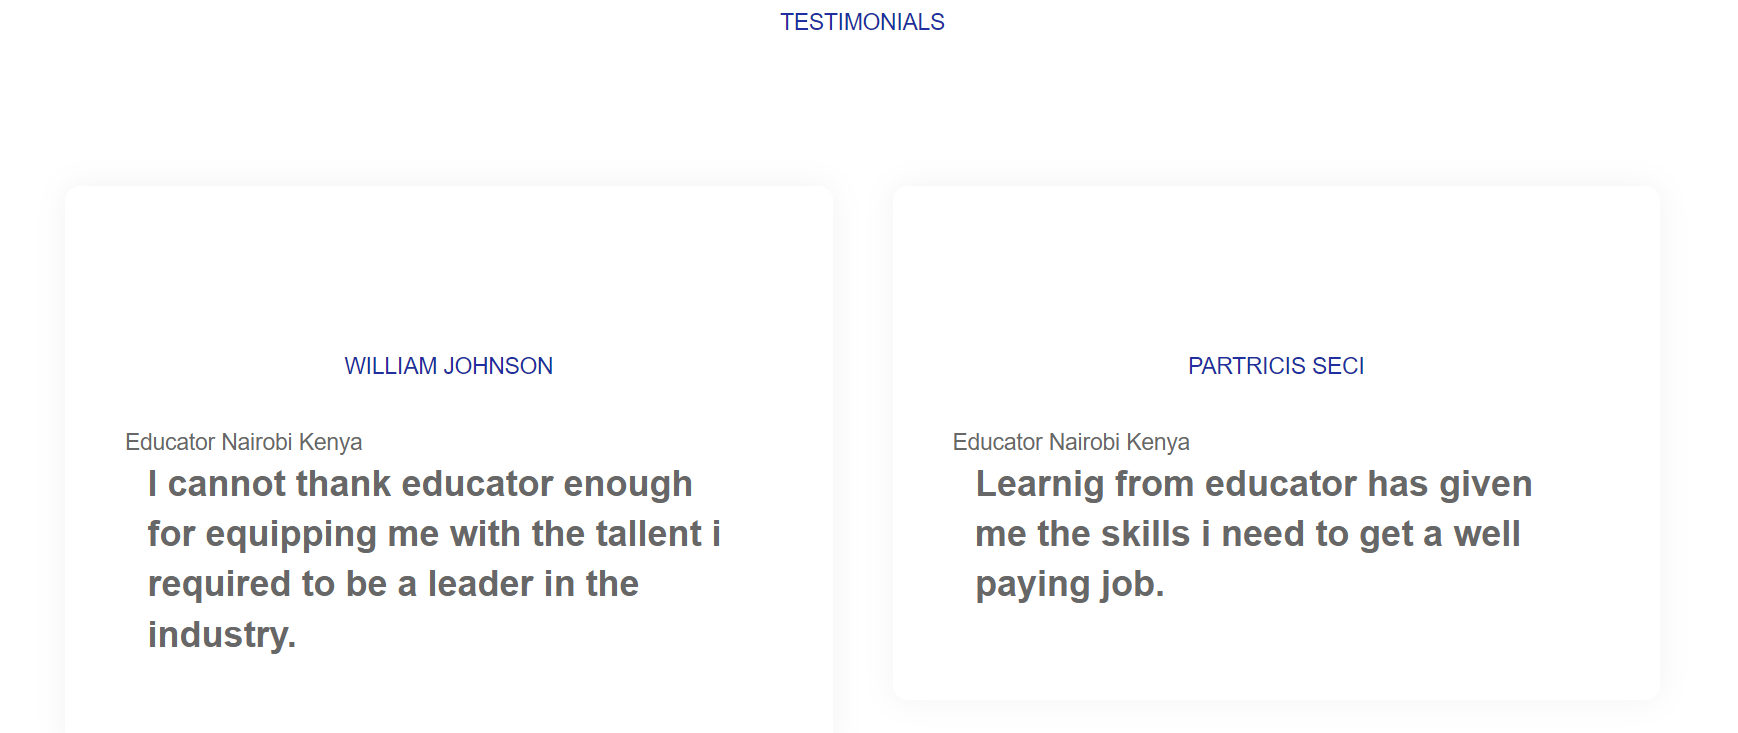 TESTIMONIALS
WILLIAM JOHNSON
Educator Nairobi Kenya
I cannot thank educator enough
for equipping me with the tallent i
required to be a leader in the
industry.
PARTRICIS SECI
Educator Nairobi Kenya
Learnig from educator has given
me the skills i need to get a well
paying job.